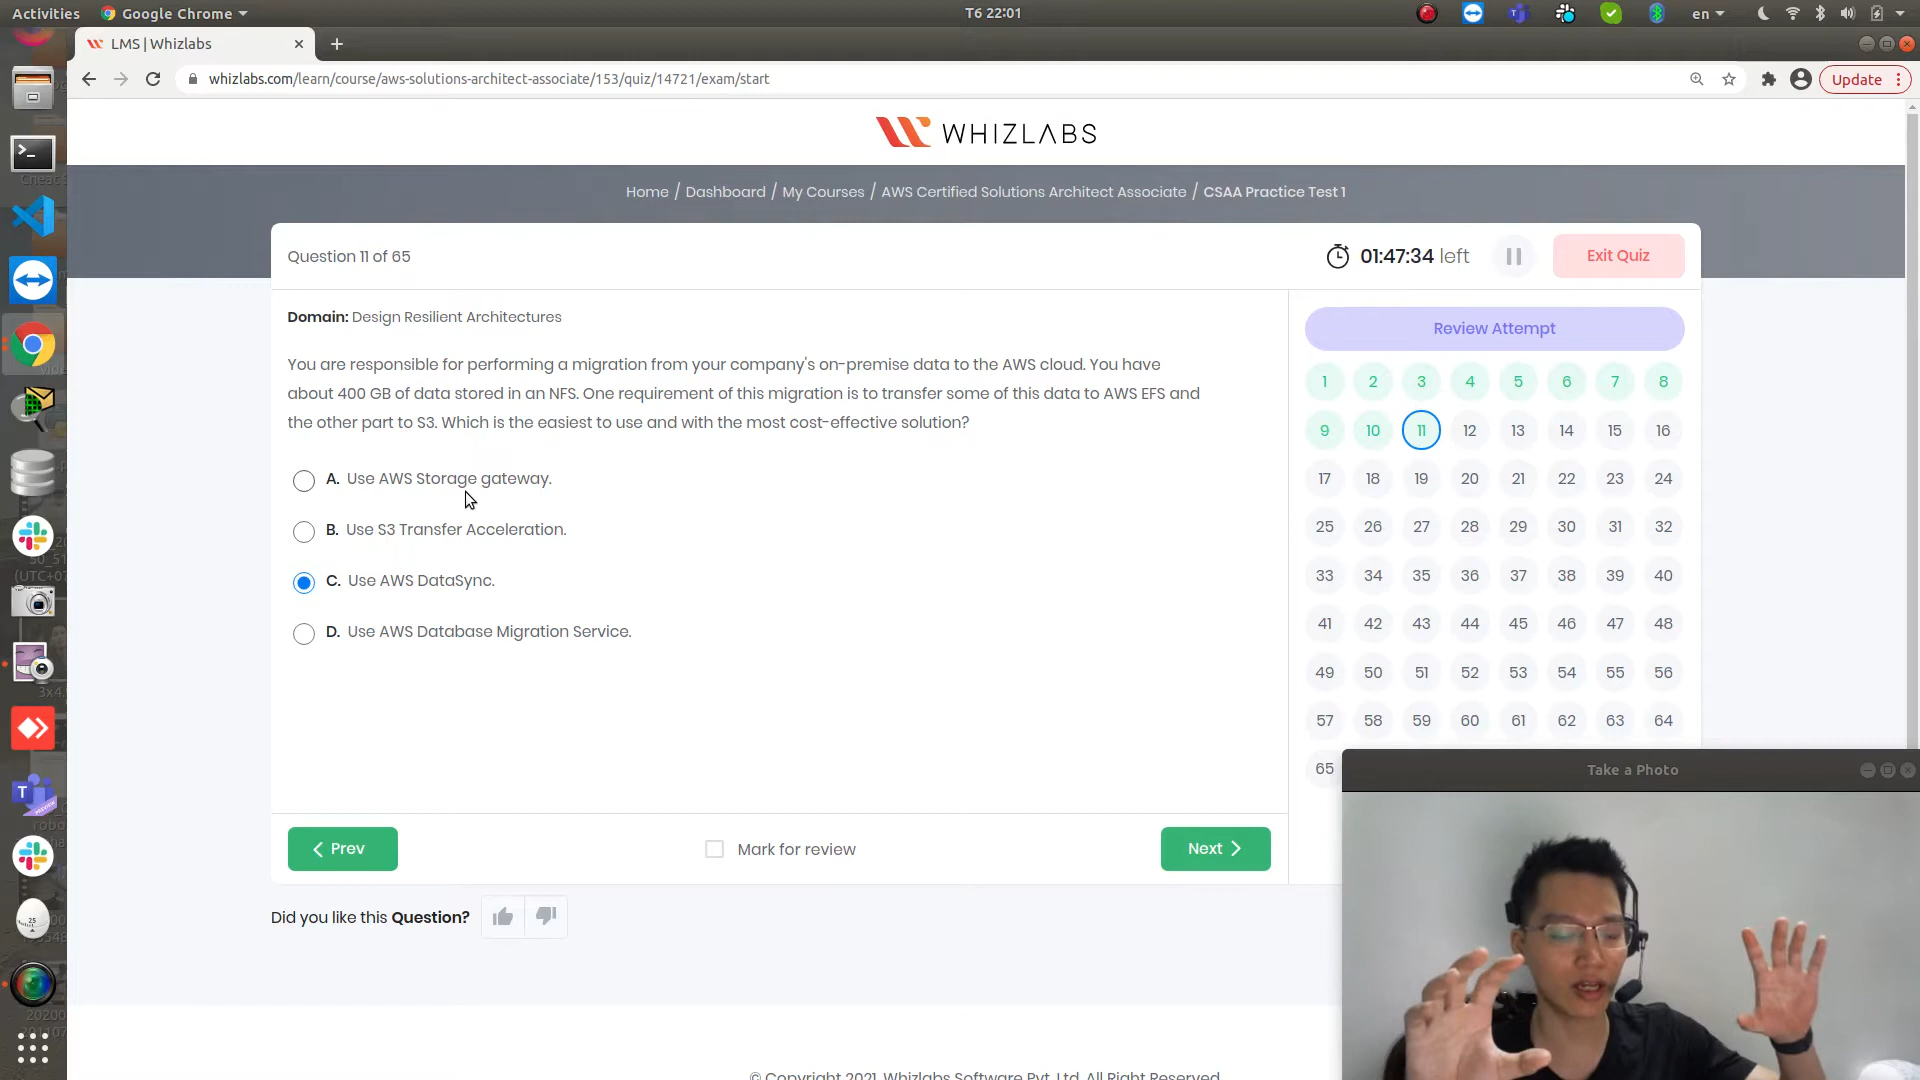 Activities
Google Chrome
T6 22:01
en
LMS | Whizlabs
whizlabs.com/learn/course/aws-solutions-architect-associate/153/quiz/14721/exam/start
Update
WHIZLABS
Home / Dashboard / My Courses / AWS Certified Solutions Architect Associate / CSAA Practice Test 1
Question 11 of 65
01:47:34 left
Exit Quiz
Domain: Design Resilient Architectures
You are responsible for performing a migration from your company's on-premise data to the AWS cloud. You have
about 400 GB of data stored in an NFS. One requirement of this migration is to transfer some of this data to AWS EFS and
the other part to S3. Which is the easiest to use and with the most cost-effective solution?
A. Use AWS Storage gateway.
B. Use S3 Transfer Acceleration.
C. Use AWS DataSync.
D. Use AWS Database Migration Service.
Review Attempt
1 2 3 4 5 6 7 8
9 10 11 12 13 14 15 16
17 18 19 20 21 22 23 24
25 26 27 28 29 30 31 32
33 34 35 36 37 38 39 40
41 42 43 44 45 46 47 48
49 50 51 52 53 54 55 56
57 58 59 60 61 62 63 64
65
Take a Photo
Prev
Mark for review
Next
Did you like this Question?
© Copyright 2021. Whizlabs Software Pvt. Ltd. All Right Reserved